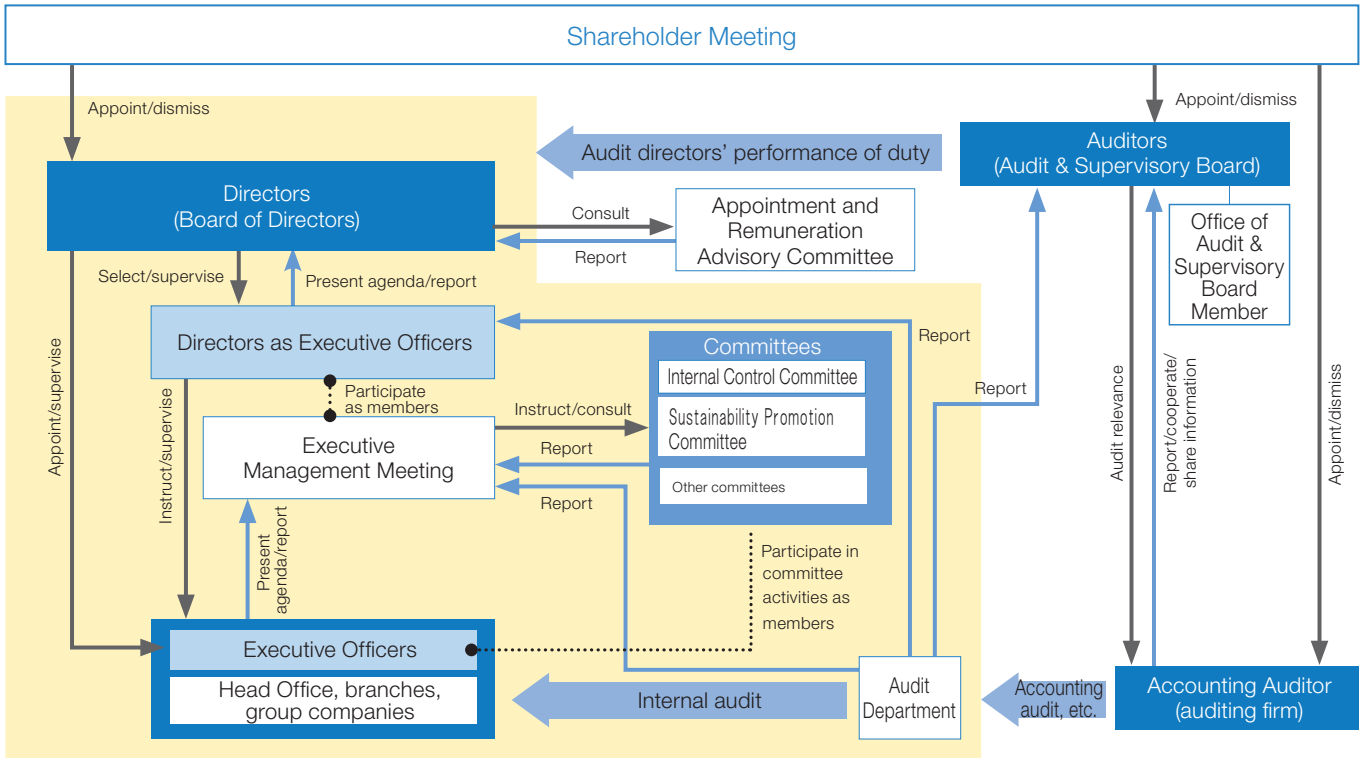 Shareholder Meeting
Appoint/dismiss
Appoint/dismiss
Audit directors' performance of duty
Auditors
(Audit & Supervisory Board)
Directors
(Board of Directors)
Consult
Report
Appointment and
Remuneration
Advisory Committee
Office of
Audit &
Supervisory
Board
Member
Select/supervise
Present agenda/report
Directors as Executive Officers
Report
Committees
Internal Control Committee
Sustainability Promotion
Committee
Other committees
Report
Participate
as members
Instruct/consult
Executive
Management Meeting
Report
Report
Appoint/supervise
Instruct/supervise
Present
agenda/report
Audit relevance
Report/cooperate/
share information
Appoint/dismiss
Participate in
committee
activities as
members
Executive Officers
Head Office, branches,
group companies
Internal audit
Audit
Department
Accounting
audit, etc.
Accounting Auditor
(auditing firm)